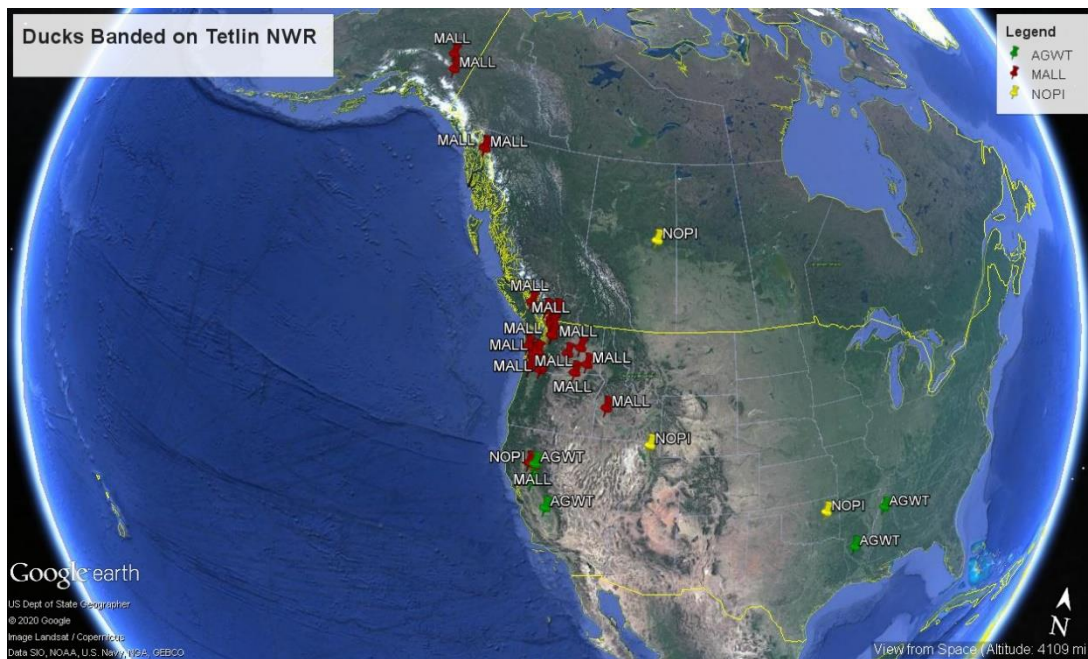 Ducks Banded on Tetlin NWR
Legend
AGWT
MALL
NOPI
MALL
MALL
MALL
MALL
NOPI
MALL
MALL
MALL
MALL
MALL
MALL
MALL
MALL
MALL
MALL
NOPI
NOPI
AGWT
MALL
AGWT
NOPI
AGWT
AGWT
Google earth
US Dept of State Geographer
© 2020 Google
Image Landsat / Copernicus
Data SIO, NOAA, U.S. Navy, NGA, GEBCO
N
View from Space (Altitude: 4109 mi